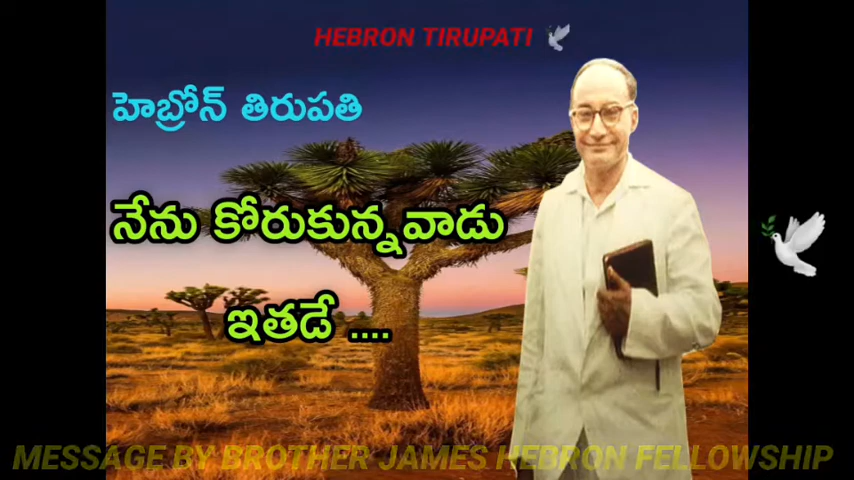 HEBRON TIRUPATI
హెబ్రోన్ తిరుపతి
నేను కోరుకున్నవాడు
ఇతడే ....
MESSAGE BY BROTHER JAMES HEBRON FELLOWSHIP